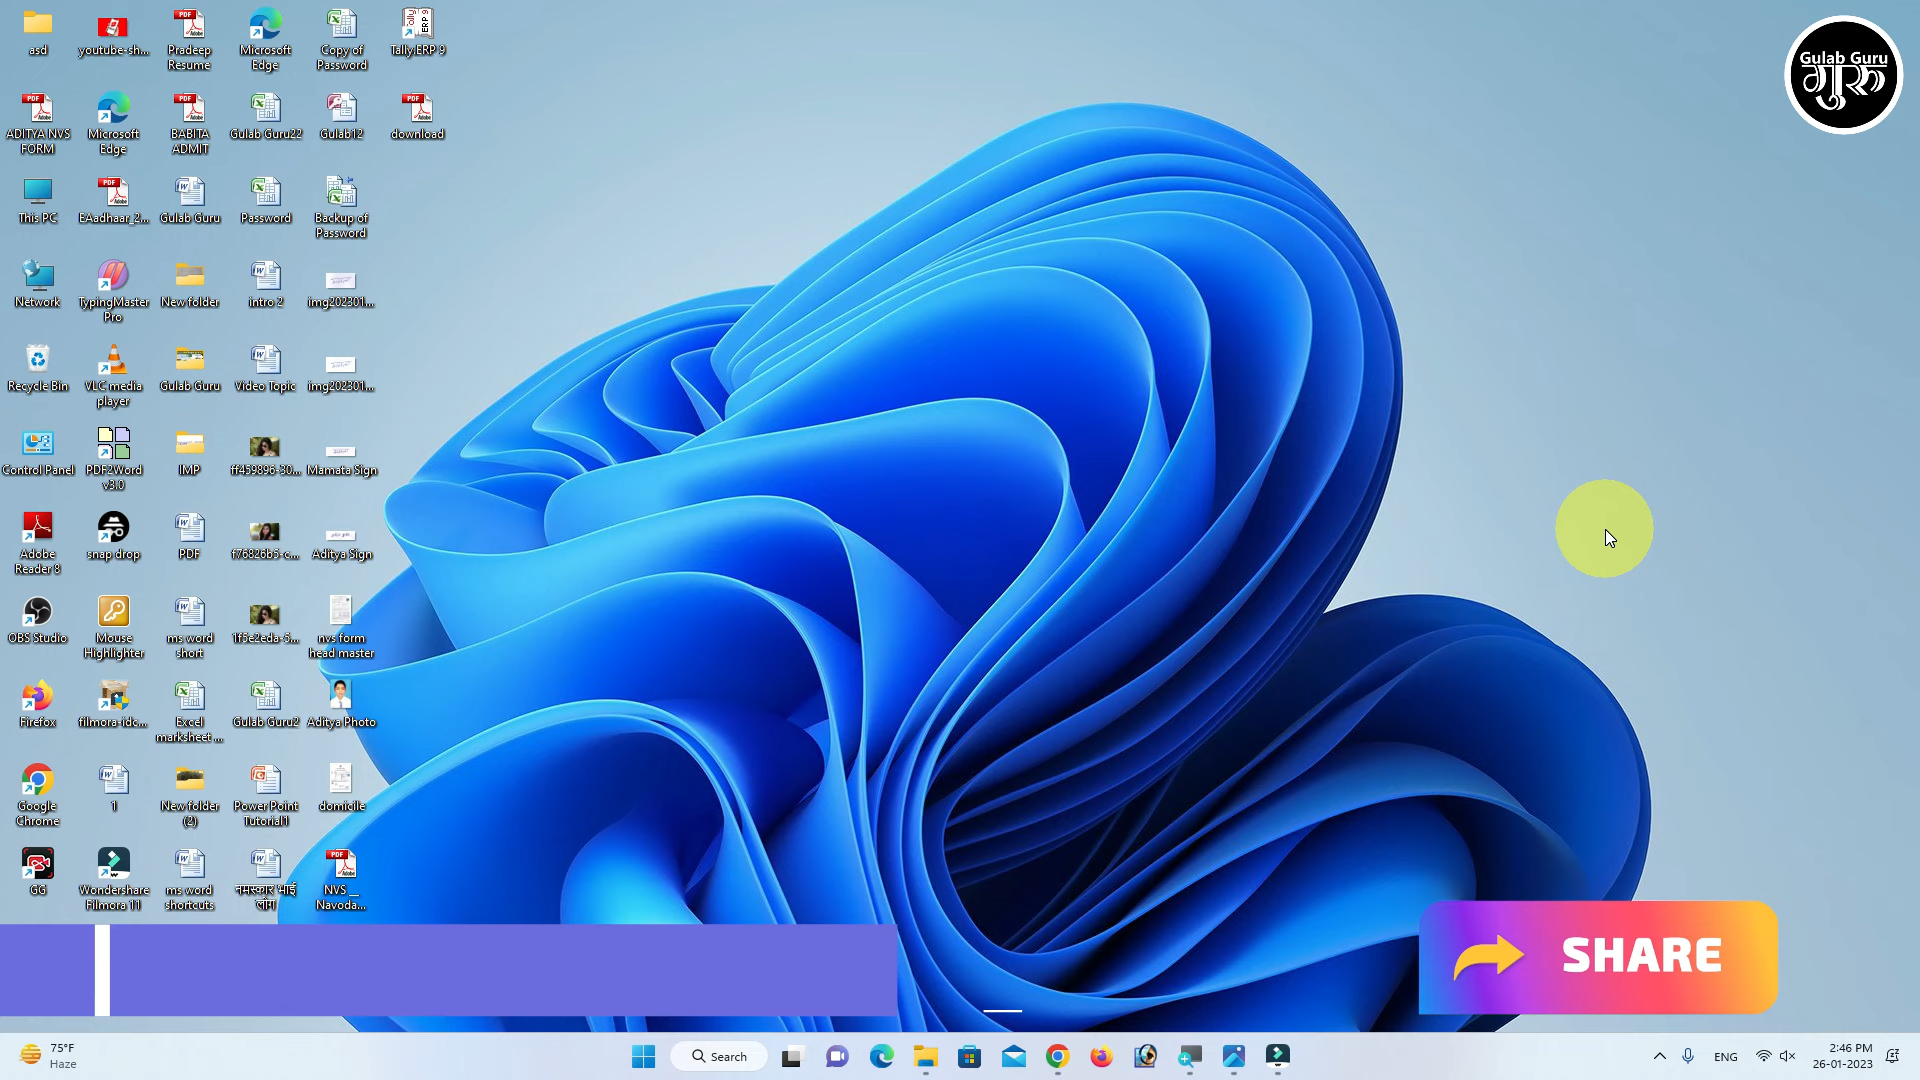 asd
youtube-sh...
Pradeep
Resume
Microsoft
Edge
Copy of
Password
Tally.ERP 9
ADITYA NVS
FORM
Microsoft
Edge
BABITA
ADMIT
Gulab Guru22
Gulab12
download
This PC
EAadhaar_2...
Gulab Guru
Password
Backup of
Password
Network
TypingMaster
Pro
New folder
intro 2
img202301...
Recycle Bin
VLC media
player
Gulab Guru
Video Topic
img202301...
Control Panel
PDF2Word
v3.0
IMP
ff459896-30...
Mamata Sign
Adobe
Reader 8
snap drop
PDF
f76826b5-c...
Aditya Sign
OBS Studio
Mouse
Highlighter
ms word
short
1f5e2eda-5...
nvs form
head master
Firefox
filmora-idc...
Excel
marksheet ...
Gulab Guru2
Aditya Photo
Google
Chrome
1
New folder
(2)
Power Point
Tutorial1
domicile
GG
Wondershare
Filmora 11
ms word
shortcuts
नमस्कार भाई
लोग
NVS __
Navoda...
Gulab Guru
गुरु
SHARE
75°F
Haze
Search
ENG
2:46 PM
26-01-2023